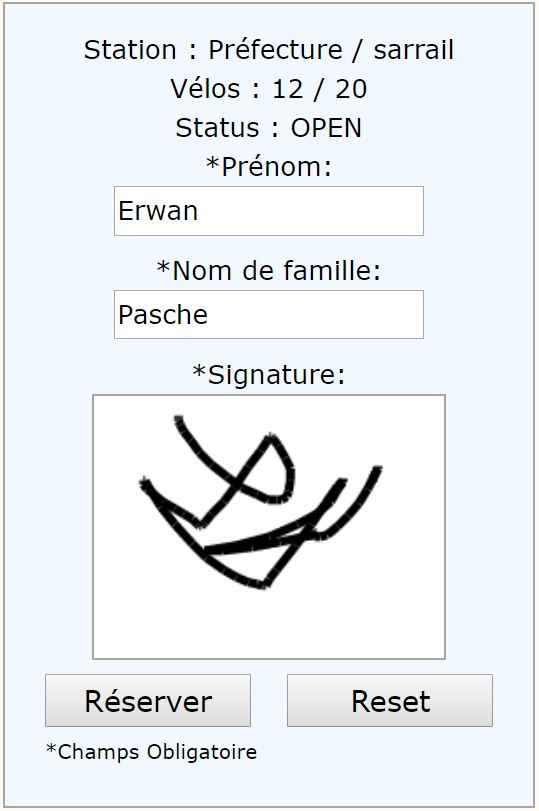 Station : Préfecture / sarrail
Vélos : 12 / 20
Status : OPEN
*Prénom:
Erwan
*Nom de famille:
Pasche
*Signature:
Réserver Reset
*Champs Obligatoire